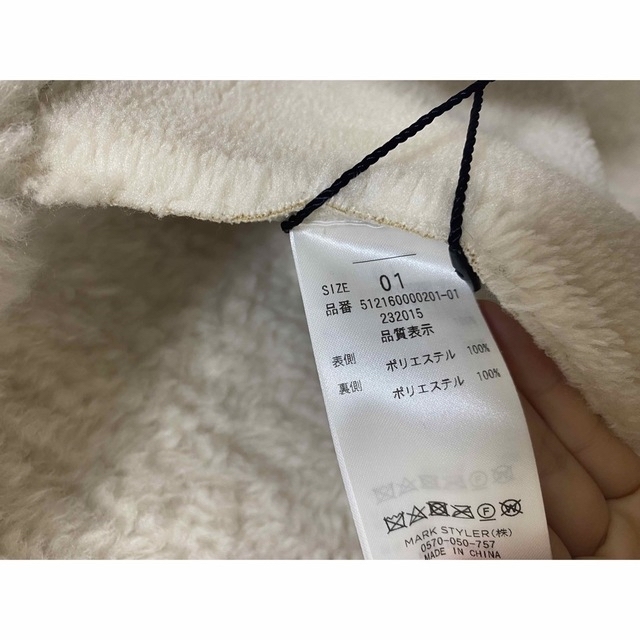 SIZE 01
品番 512160000201-01
232015
品質表示
表側 ポリエステル 100%
裏側 ポリエステル 100%
F
F W
MARK STYLER(株)
0570-050-757
MADE IN CHINA